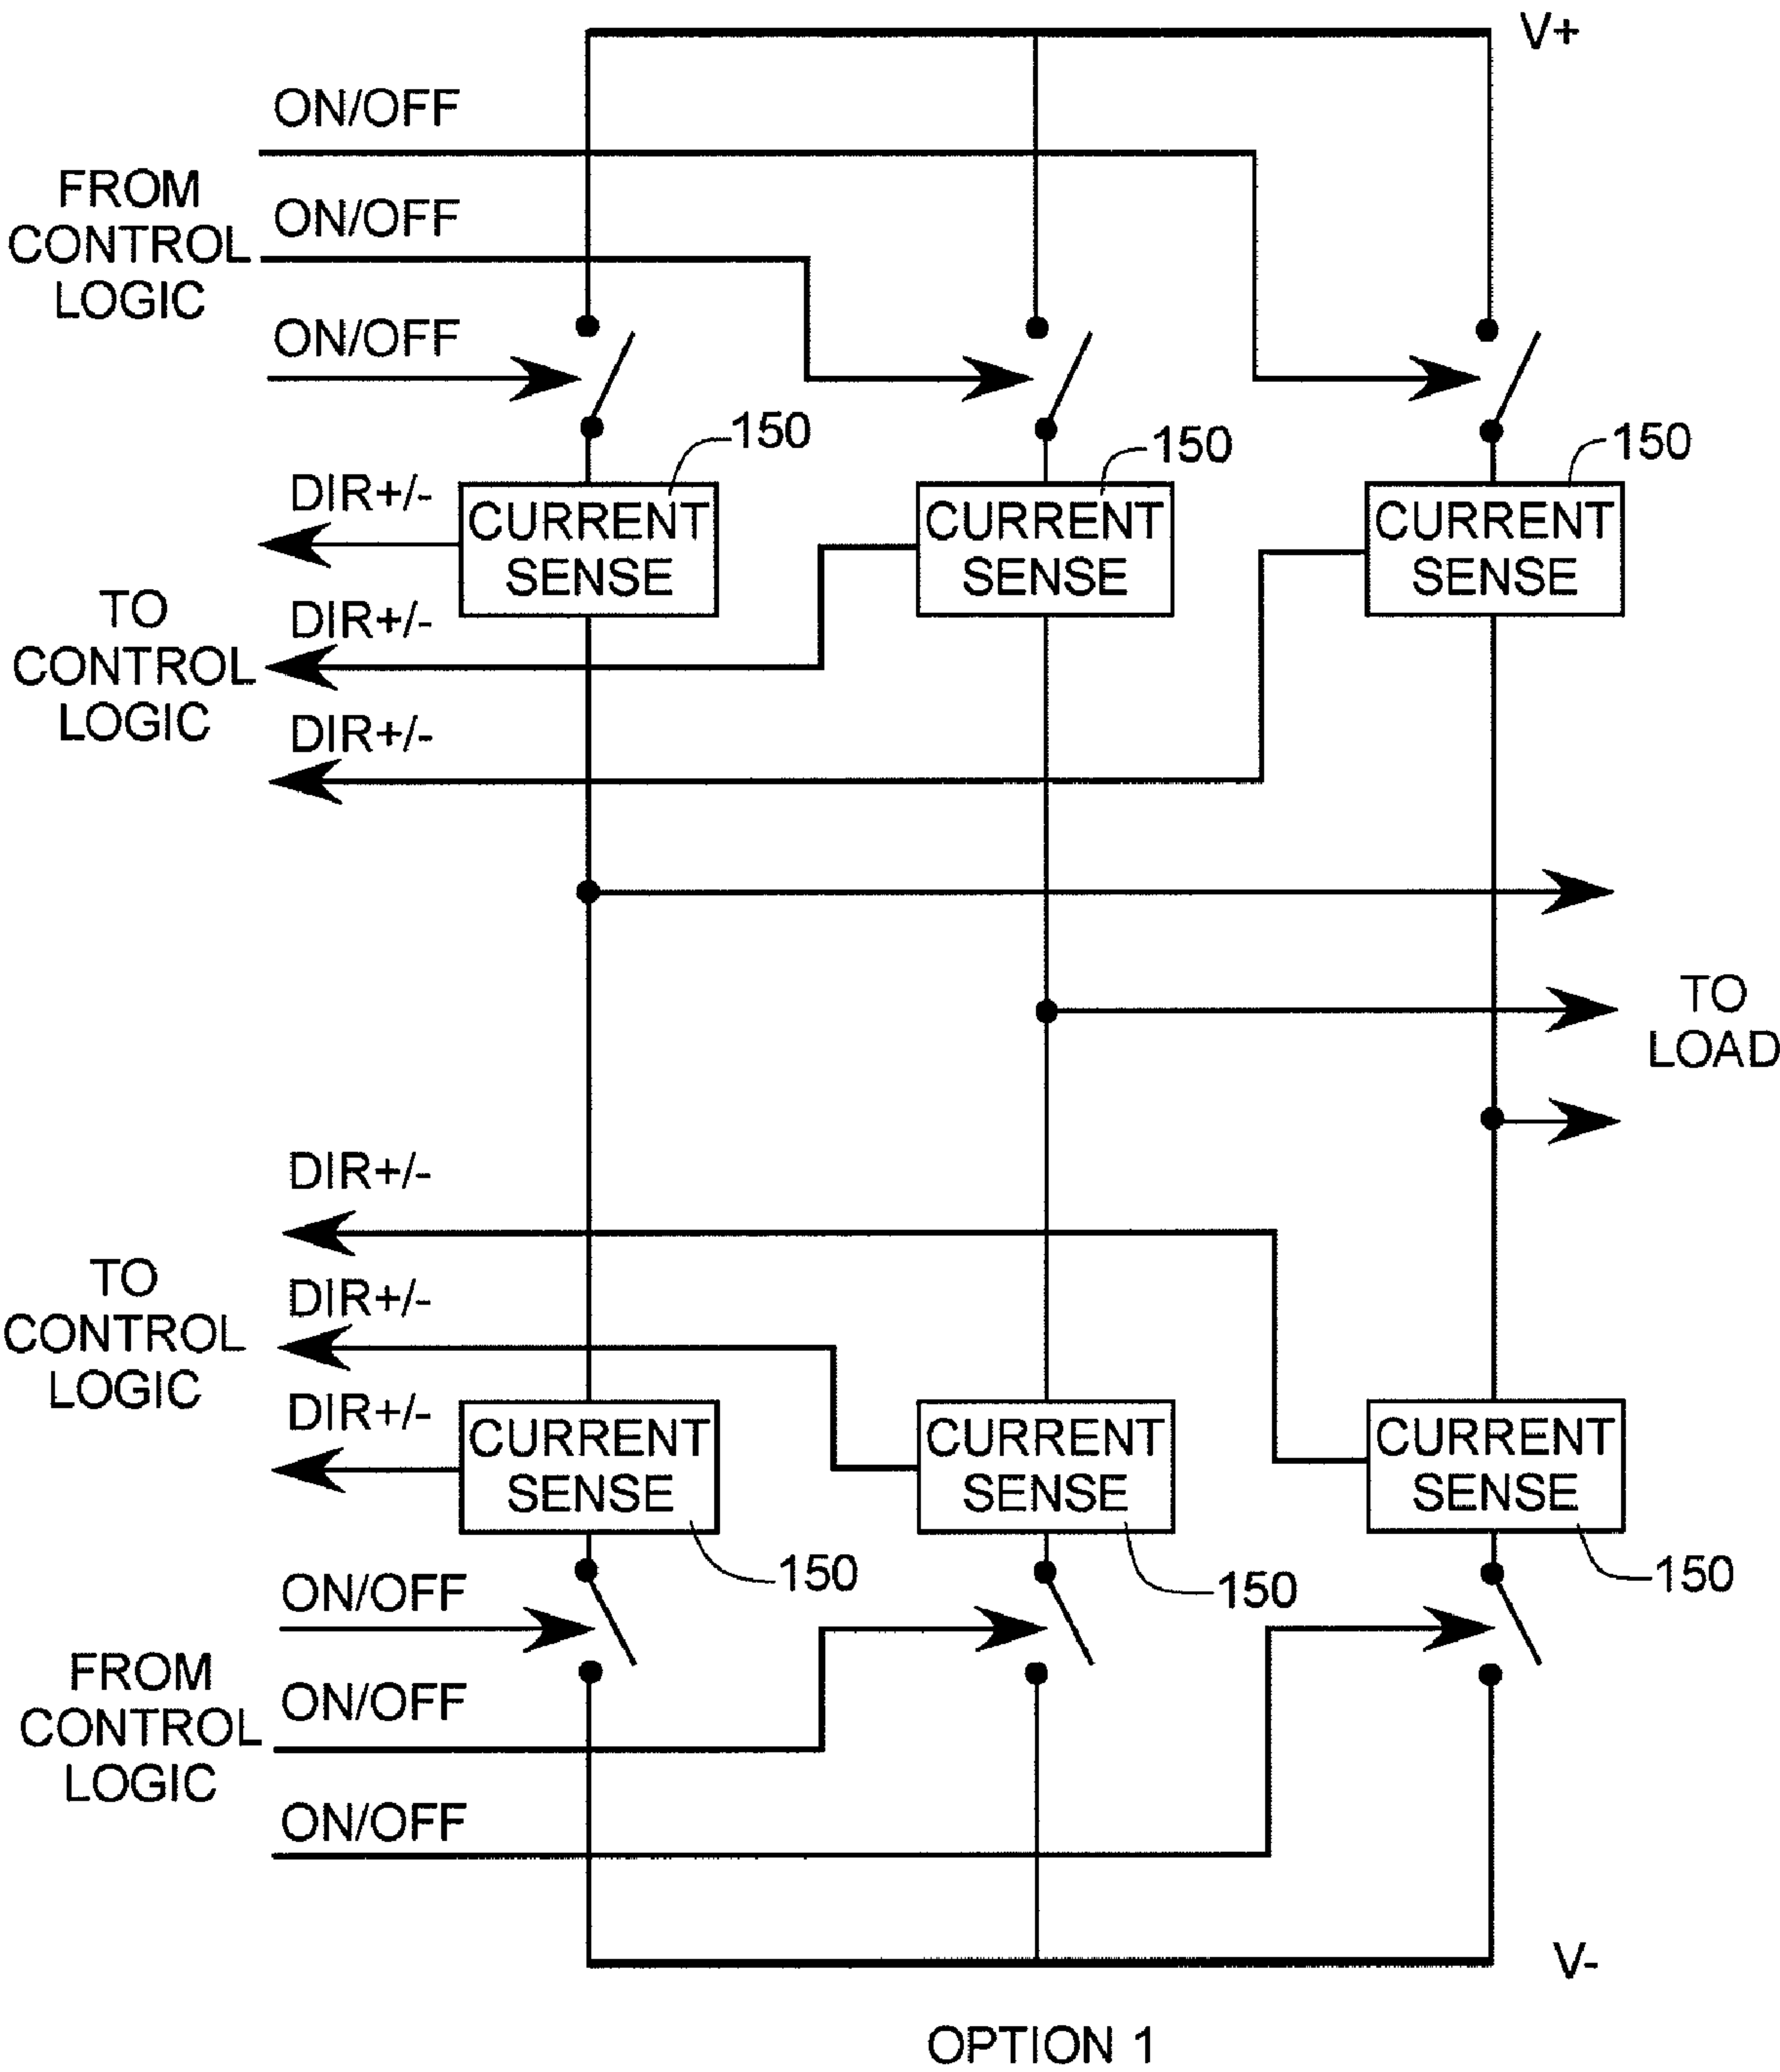 V+
ON/OFF
FROM
CONTROL
LOGIC
ON/OFF
ON/OFF
150
150
150
DIR+/-
CURRENT
SENSE
CURRENT
SENSE
CURRENT
SENSE
TO
CONTROL
LOGIC
DIR+/-
DIR+/-
TO
LOAD
DIR+/-
TO
CONTROL
LOGIC
DIR+/-
DIR+/-
CURRENT
SENSE
CURRENT
SENSE
CURRENT
SENSE
150
150
150
ON/OFF
FROM
CONTROL
LOGIC
ON/OFF
ON/OFF
V-
OPTION 1